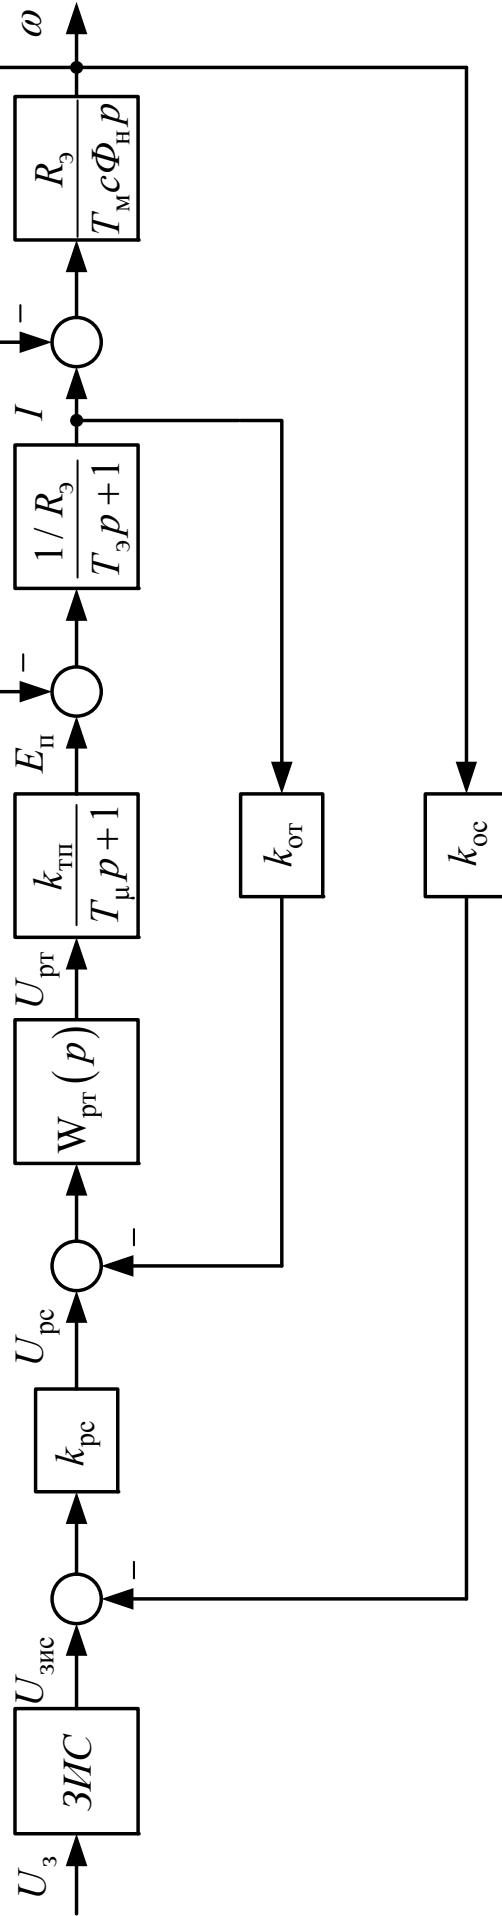 U_з
ЗИС
U_зис
−
k_рс
U_рс
−
W_рт (p)
U_рт
k_тп
T_μ p + 1
E_п
−
1 / R_э
T_э p + 1
I
−
R_э
T_м cΦ_н p
ω
k_от
k_ос